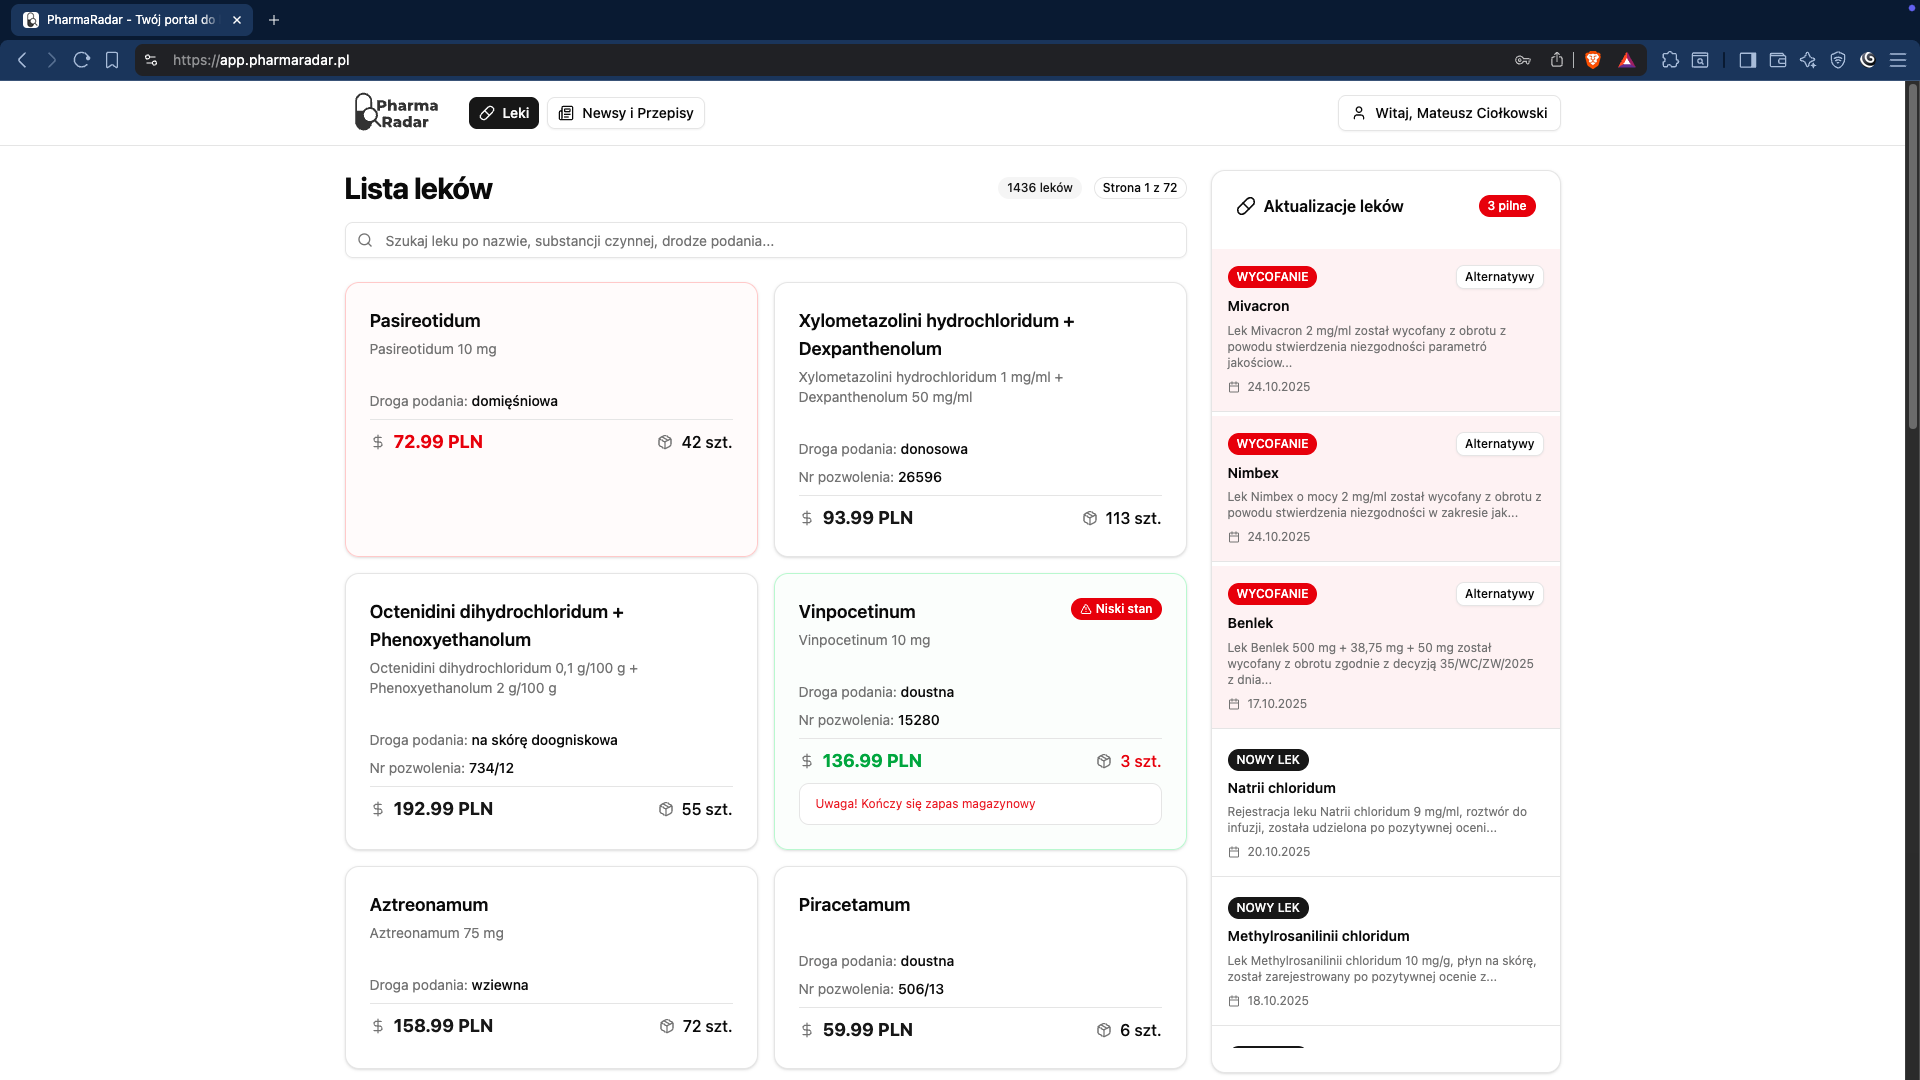 PharmaRadar - Twój portal do
https://app.pharmaradar.pl
Pharma
Radar
Leki
Newsy i Przepisy
Witaj, Mateusz Ciołkowski
Lista leków
1436 leków
Strona 1 z 72
Szukaj leku po nazwie, substancji czynnej, drodze podania...
Pasireotidum
Pasireotidum 10 mg
Droga podania: domięśniowa
$ 72.99 PLN
42 szt.
Xylometazolini hydrochloridum +
Dexpanthenolum
Xylometazolini hydrochloridum 1 mg/ml +
Dexpanthenolum 50 mg/ml
Droga podania: donosowa
Nr pozwolenia: 26596
$ 93.99 PLN
113 szt.
Octenidini dihydrochloridum +
Phenoxyethanolum
Octenidini dihydrochloridum 0,1 g/100 g +
Phenoxyethanolum 2 g/100 g
Droga podania: na skórę doogniskowa
Nr pozwolenia: 734/12
$ 192.99 PLN
55 szt.
Vinpocetinum
Niski stan
Vinpocetinum 10 mg
Droga podania: doustna
Nr pozwolenia: 15280
$ 136.99 PLN
3 szt.
Uwaga! Kończy się zapas magazynowy
Aztreonamum
Aztreonamum 75 mg
Droga podania: wziewna
$ 158.99 PLN
72 szt.
Piracetamum
Droga podania: doustna
Nr pozwolenia: 506/13
$ 59.99 PLN
6 szt.
Aktualizacje leków
3 pilne
WYCOFANIE
Alternatywy
Mivacron
Lek Mivacron 2 mg/ml został wycofany z obrotu z
powodu stwierdzenia niezgodności parametró
jakościow...
24.10.2025
WYCOFANIE
Alternatywy
Nimbex
Lek Nimbex o mocy 2 mg/ml został wycofany z obrotu z
powodu stwierdzenia niezgodności w zakresie jak...
24.10.2025
WYCOFANIE
Alternatywy
Benlek
Lek Benlek 500 mg + 38,75 mg + 50 mg został
wycofany z obrotu zgodnie z decyzją 35/WC/ZW/2025
z dnia...
17.10.2025
NOWY LEK
Natrii chloridum
Rejestracja leku Natrii chloridum 9 mg/ml, roztwór do
infuzji, została udzielona po pozytywnej oceni...
20.10.2025
NOWY LEK
Methylrosanilinii chloridum
Lek Methylrosanilinii chloridum 10 mg/g, płyn na skórę,
został zarejestrowany po pozytywnej ocenie z...
18.10.2025